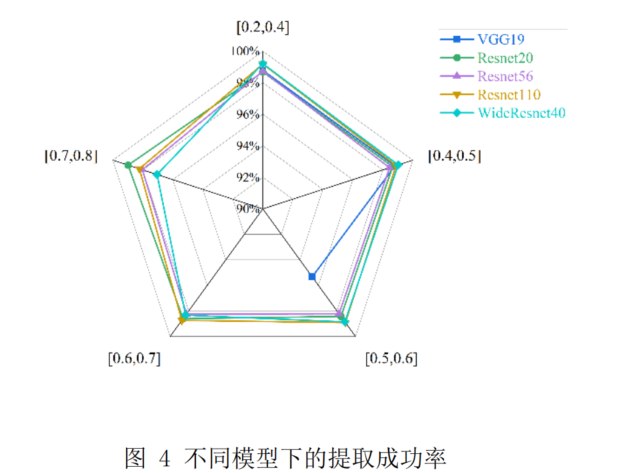 [0.2,0.4]
100%
98%
96%
94%
92%
90%
[0.7,0.8]
[0.4,0.5]
[0.6,0.7]
[0.5,0.6]
VGG19
Resnet20
Resnet56
Resnet110
WideResnet40
图 4 不同模型下的提取成功率